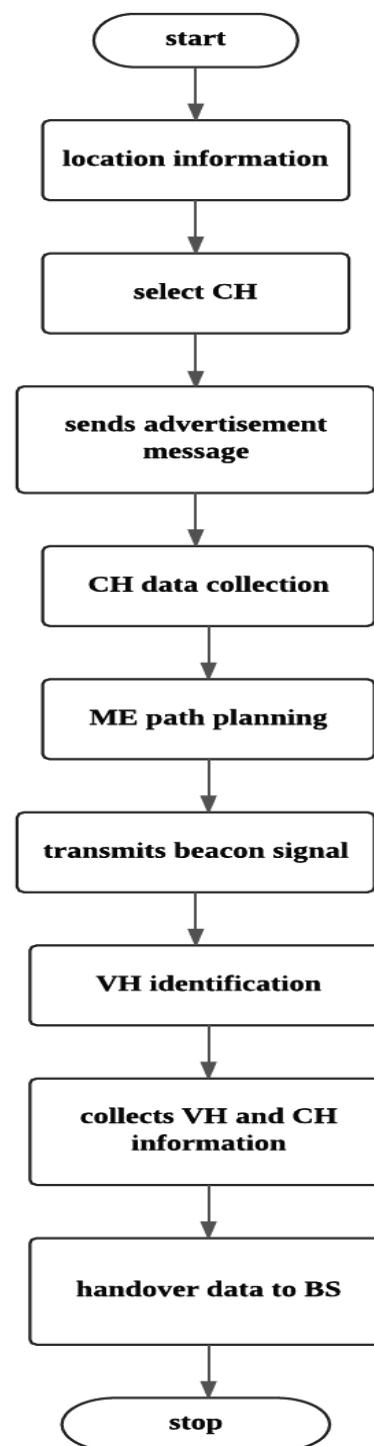 start
location information
select CH
sends advertisement
message
CH data collection
ME path planning
transmits beacon signal
VH identification
collects VH and CH
information
handover data to BS
stop